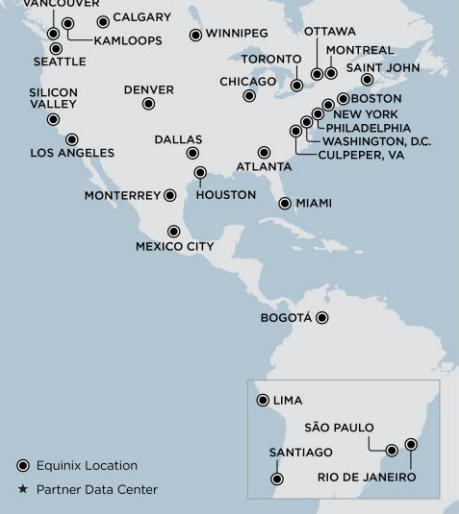 VANCOUVER
CALGARY
KAMLOOPS
WINNIPEG
OTTAWA
MONTREAL
TORONTO
SAINT JOHN
SEATTLE
CHICAGO
SILICON
VALLEY
DENVER
BOSTON
NEW YORK
PHILADELPHIA
WASHINGTON, D.C.
CULPEPER, VA
LOS ANGELES
DALLAS
ATLANTA
MONTERREY
HOUSTON
MIAMI
MEXICO CITY
BOGOTÁ
LIMA
SÃO PAULO
SANTIAGO
RIO DE JANEIRO
Equinix Location
Partner Data Center